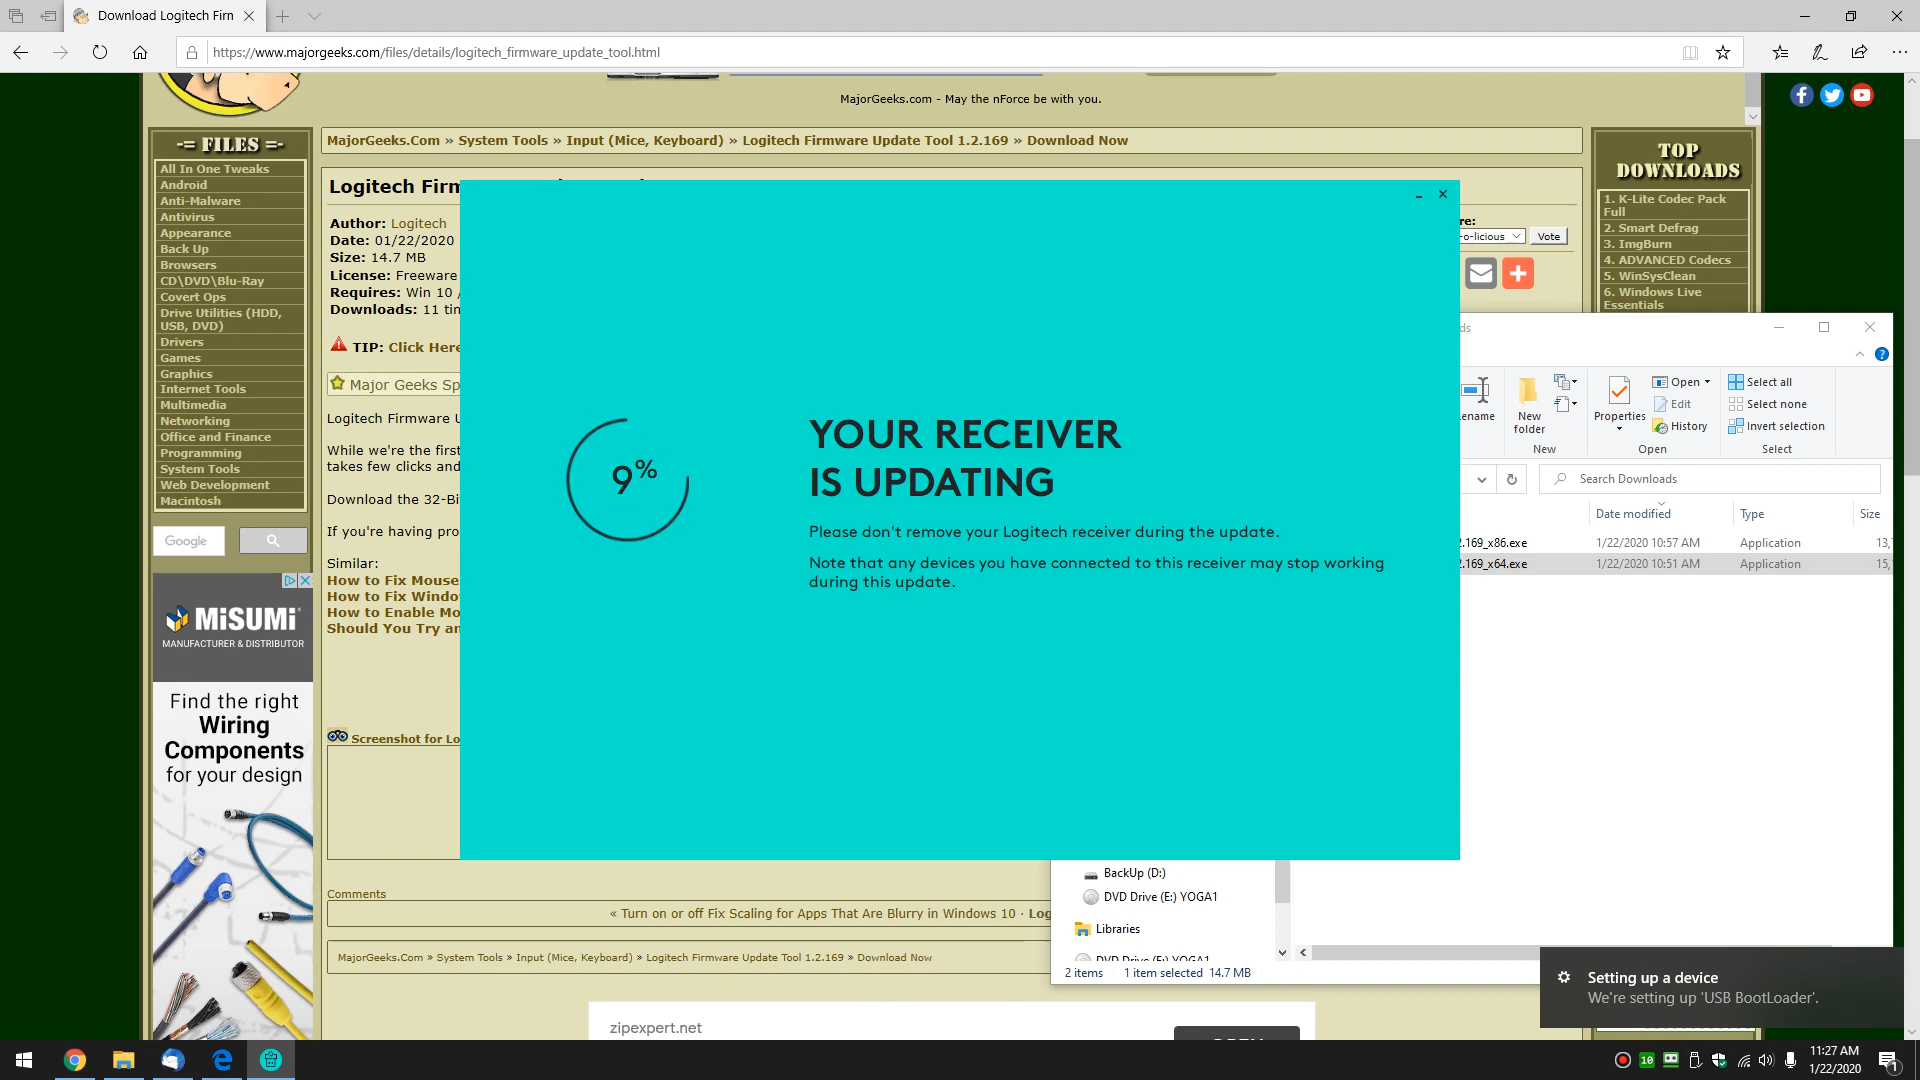 Download Logitech Firn
https://www.majorgeeks.com/files/details/logitech_firmware_update_tool.html
MajorGeeks.com - May the nForce be with you.
-= FILES =-
All In One Tweaks
Android
Anti-Malware
Antivirus
Appearance
Back Up
Browsers
CD\DVD\Blu-Ray
Covert Ops
Drive Utilities (HDD,
USB, DVD)
Drivers
Games
Graphics
Internet Tools
Multimedia
Networking
Office and Finance
Programming
System Tools
Web Development
Macintosh
Google
MiSUMi
MANUFACTURER & DISTRIBUTOR
Find the right
Wiring
Components
for your design
MajorGeeks.Com » System Tools » Input (Mice, Keyboard) » Logitech Firmware Update Tool 1.2.169 » Download Now
Logitech Firm
Author: Logitech
Date: 01/22/2020
Size: 14.7 MB
License: Freeware
Requires: Win 10 /
Downloads: 11 tin
TIP: Click Here
Major Geeks Sp
Logitech Firmware U
While we're the first
takes few clicks and
Download the 32-Bi
If you're having pro
Similar:
How to Fix Mouse
How to Fix Windo
How to Enable Mo
Should You Try an
Screenshot for Lo
9%
YOUR RECEIVER
IS UPDATING
Please don't remove your Logitech receiver during the update.
Note that any devices you have connected to this receiver may stop working
during this update.
re:
-o-licious Vote
TOP
DOWNLOADS
1. K-Lite Codec Pack
Full
2. Smart Defrag
3. ImgBurn
4. ADVANCED Codecs
5. WinSysClean
6. Windows Live
Essentials
ds
ename
New
folder
New
Properties
Open
Edit
History
Open
Select all
Select none
Invert selection
Select
Search Downloads
Date modified Type Size
2.169_x86.exe 1/22/2020 10:57 AM Application 13,
2.169_x64.exe 1/22/2020 10:51 AM Application 15,
BackUp (D:)
DVD Drive (E:) YOGA1
Libraries
DVD Drive (E:) YOGA1
2 items 1 item selected 14.7 MB
Comments
« Turn on or off Fix Scaling for Apps That Are Blurry in Windows 10 · Log
MajorGeeks.Com » System Tools » Input (Mice, Keyboard) » Logitech Firmware Update Tool 1.2.169 » Download Now
zipexpert.net
OPEN
Setting up a device
We're setting up 'USB BootLoader'.
10
11:27 AM
1/22/2020
1